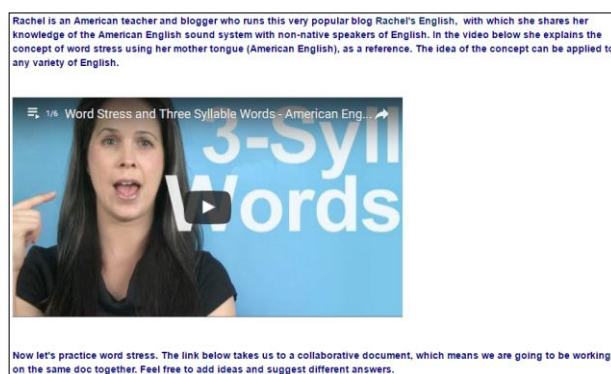 Rachel is an American teacher and blogger who runs this very popular blog Rachel's English, with which she shares her
knowledge of the American English sound system with non-native speakers of English. In the video below she explains the
concept of word stress using her mother tongue (American English), as a reference. The idea of the concept can be applied to
any variety of English.
1/6 Word Stress and Three Syllable Words - American Eng...
3-Syll
Words
Now let's practice word stress. The link below takes us to a collaborative document, which means we are going to be working
on the same doc together. Feel free to add ideas and suggest different answers.